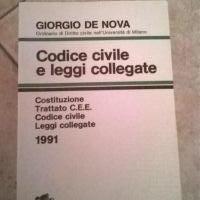 GIORGIO DE NOVA
Ordinario di Diritto civile nell'Università di Milano
Codice civile
e leggi collegate
Costituzione
Trattato C.E.E.
Codice civile
Leggi collegate
1991